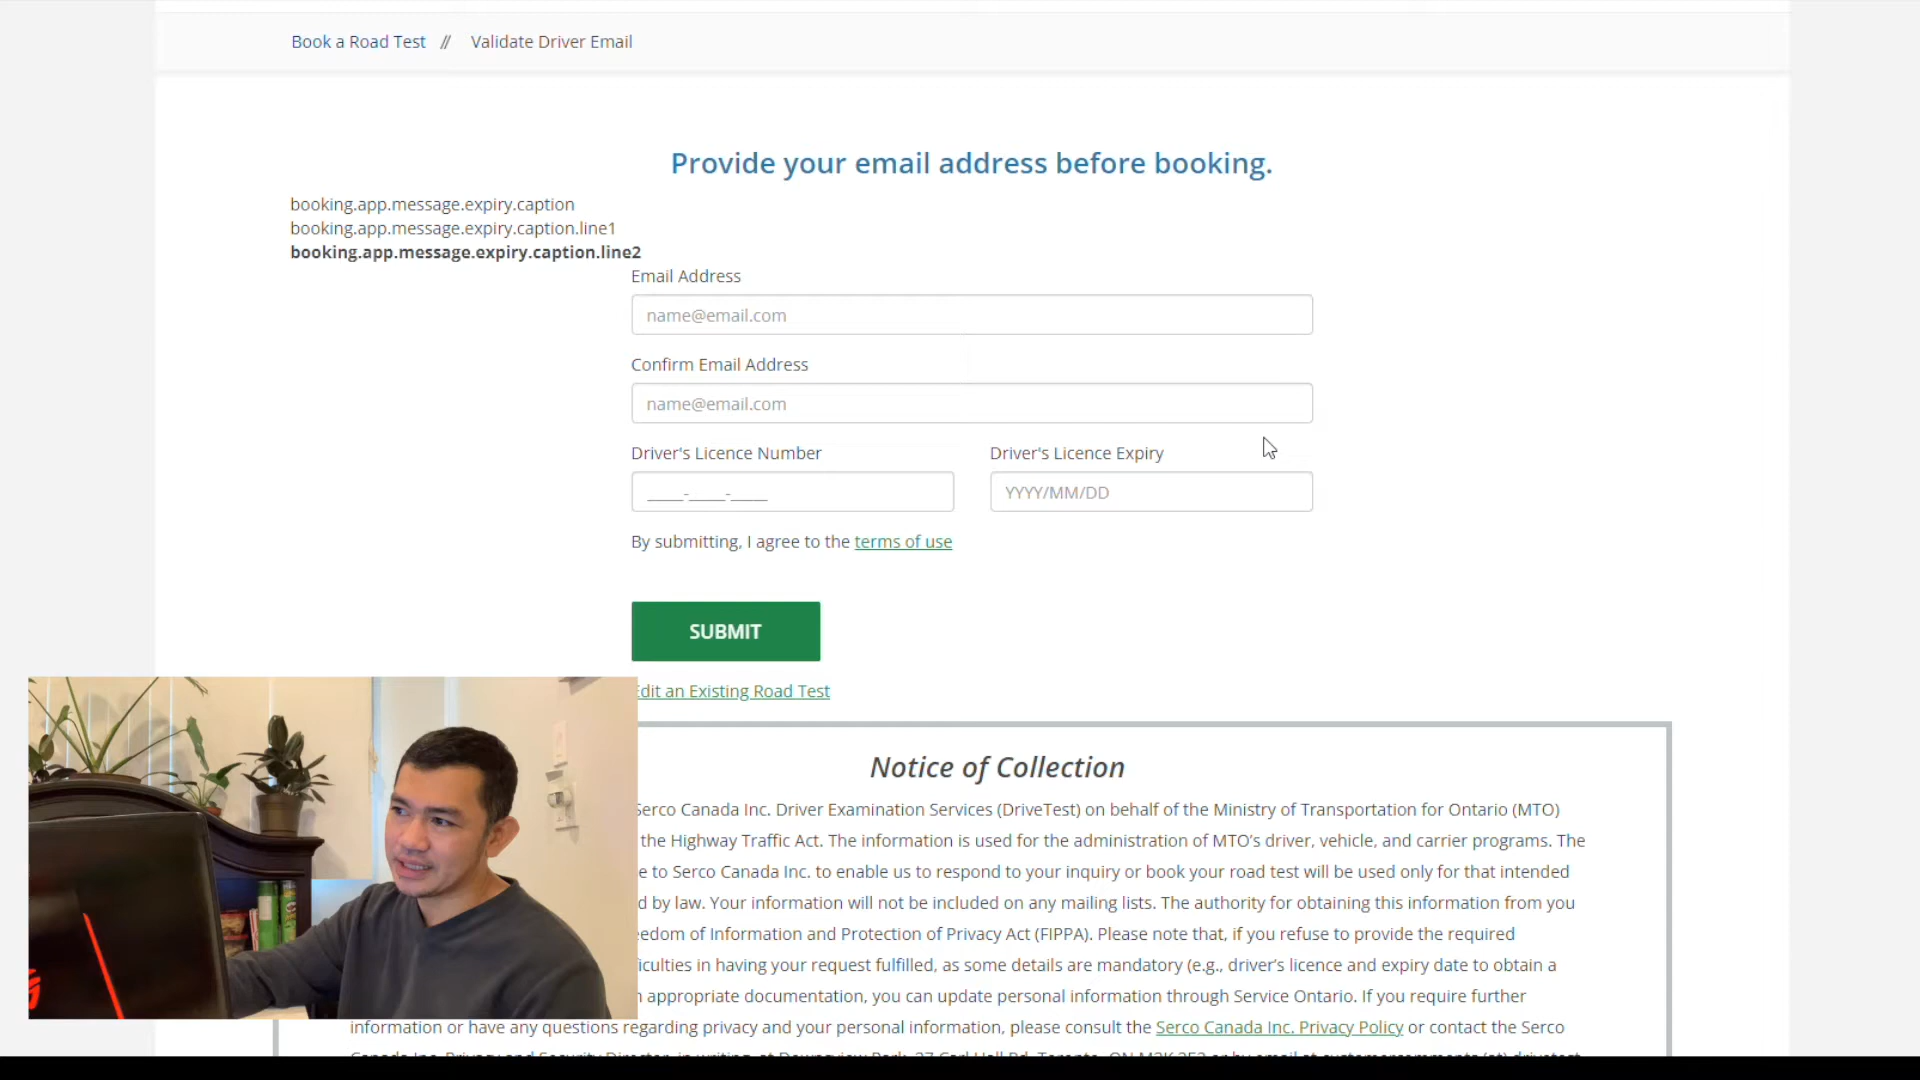 Book a Road Test // Validate Driver Email
Provide your email address before booking.
booking.app.message.expiry.caption
booking.app.message.expiry.caption.line1
booking.app.message.expiry.caption.line2
Email Address
name@email.com
Confirm Email Address
name@email.com
Driver's Licence Number Driver's Licence Expiry
_____-_____-_____ YYYY/MM/DD
By submitting, I agree to the terms of use
SUBMIT
Edit an Existing Road Test
Notice of Collection
Serco Canada Inc. Driver Examination Services (DriveTest) on behalf of the Ministry of Transportation for Ontario (MTO)
the Highway Traffic Act. The information is used for the administration of MTO’s driver, vehicle, and carrier programs. The
to Serco Canada Inc. to enable us to respond to your inquiry or book your road test will be used only for that intended
by law. Your information will not be included on any mailing lists. The authority for obtaining this information from you
of Information and Protection of Privacy Act (FIPPA). Please note that, if you refuse to provide the required
in having your request fulfilled, as some details are mandatory (e.g., driver’s licence and expiry date to obtain a
appropriate documentation, you can update personal information through Service Ontario. If you require further
information or have any questions regarding privacy and your personal information, please consult the Serco Canada Inc. Privacy Policy or contact the Serco